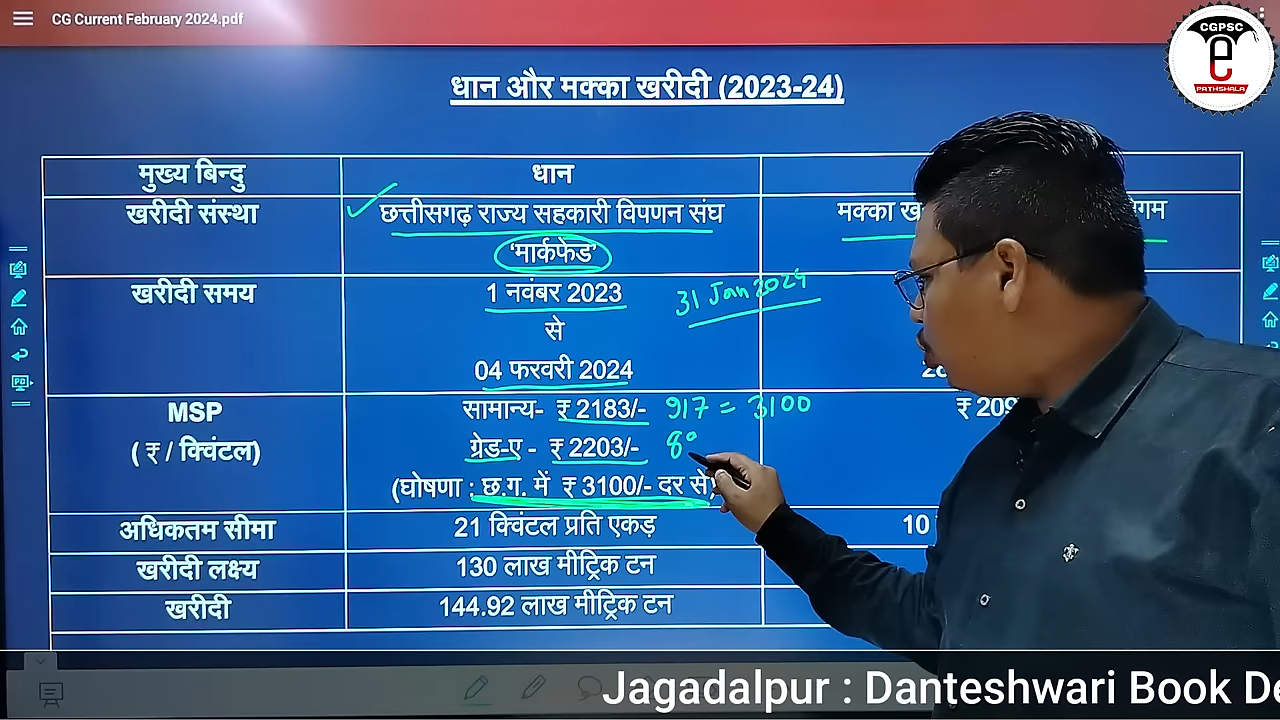 CG Current February 2024.pdf
CGPSC
e
PATHSHALA
धान और मक्का खरीदी (2023-24)
मुख्य बिन्दु धान
खरीदी संस्था छत्तीसगढ़ राज्य सहकारी विपणन संघ मक्का
'मार्कफेड'
खरीदी समय 1 नवंबर 2023 31 Jan 2024
से
04 फरवरी 2024
MSP सामान्य- ₹ 2183/- 917 = 3100
( ₹ / क्विंटल) ग्रेड-ए - ₹ 2203/-
(घोषणा : छ.ग. में ₹ 3100/- दर से)
अधिकतम सीमा 21 क्विंटल प्रति एकड़ 10
खरीदी लक्ष्य 130 लाख मीट्रिक टन
खरीदी 144.92 लाख मीट्रिक टन
Jagadalpur : Danteshwari Book